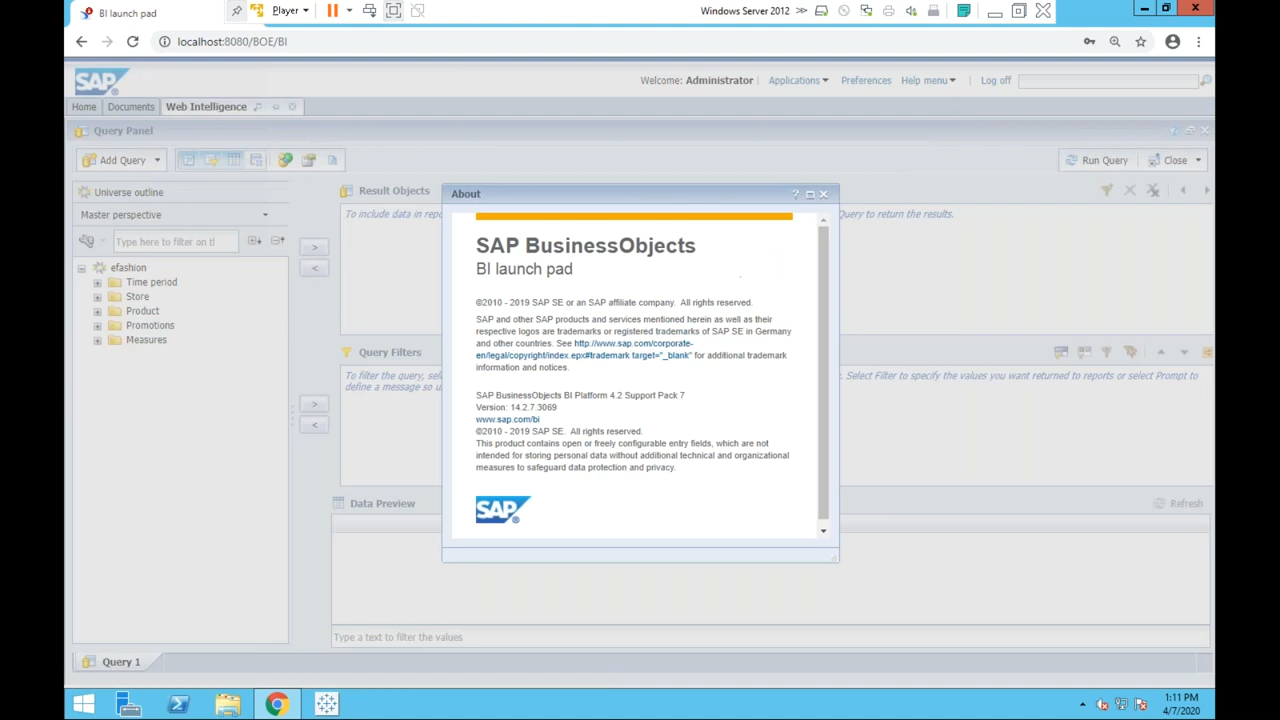 BI launch pad
Player
Windows Server 2012
localhost:8080/BOE/BI
SAP®
Welcome: Administrator
Applications
Preferences
Help menu
Log off
Home
Documents
Web Intelligence
Query Panel
Add Query
Run Query
Close
Universe outline
Master perspective
Type here to filter on tl
efashion
Time period
Store
Product
Promotions
Measures
Result Objects
To include data in repo
Query to return the results.
Query Filters
To filter the query, sel
. Select Filter to specify the values you want returned to reports or select Prompt to
define a message so u
Data Preview
Refresh
Type a text to filter the values
Query 1
About
SAP BusinessObjects
BI launch pad
©2010 - 2019 SAP SE or an SAP affiliate company. All rights reserved.
SAP and other SAP products and services mentioned herein as well as their
respective logos are trademarks or registered trademarks of SAP SE in Germany
and other countries. See http://www.sap.com/corporate-
en/legal/copyright/index.epx#trademark target="_blank" for additional trademark
information and notices.
SAP BusinessObjects BI Platform 4.2 Support Pack 7
Version: 14.2.7.3069
www.sap.com/bi
©2010 - 2019 SAP SE. All rights reserved.
This product contains open or freely configurable entry fields, which are not
intended for storing personal data without additional technical and organizational
measures to safeguard data protection and privacy.
SAP®
1:11 PM
4/7/2020